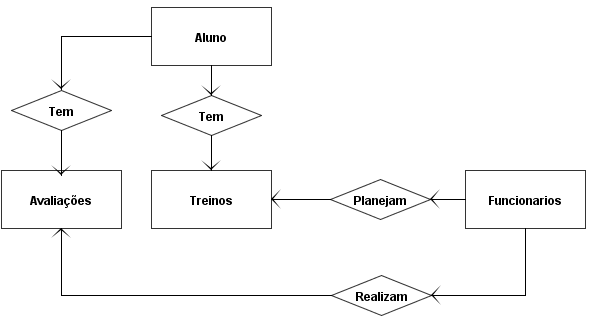 Aluno
Tem
Tem
Avaliações
Treinos
Planejam
Funcionarios
Realizam